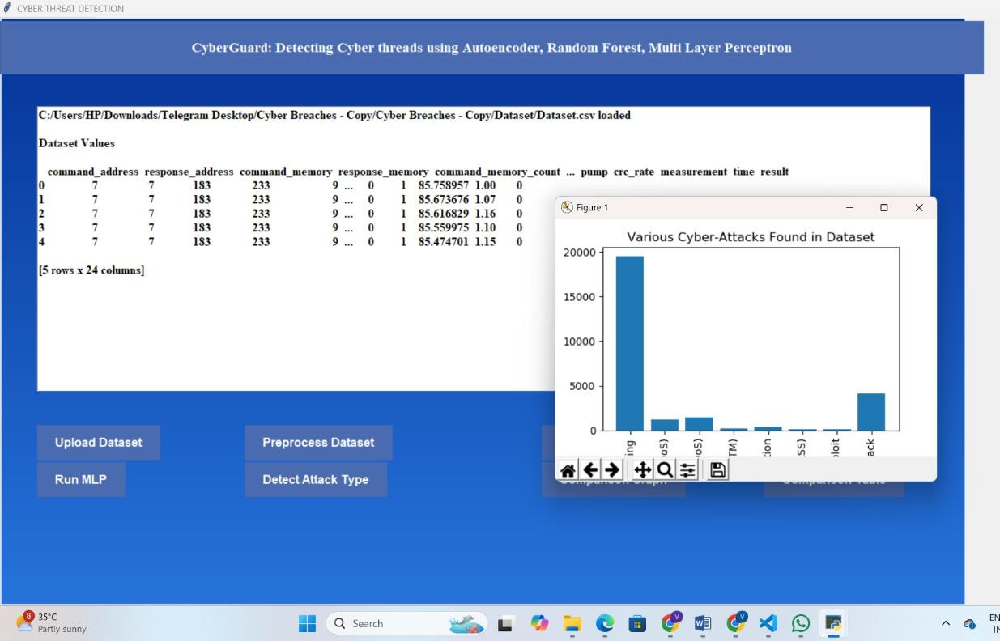 CYBER THREAT DETECTION
CyberGuard: Detecting Cyber threads using Autoencoder, Random Forest, Multi Layer Perceptron
C:/Users/HP/Downloads/Telegram Desktop/Cyber Breaches - Copy/Cyber Breaches - Copy/Dataset/Dataset.csv loaded
Dataset Values
command_address response_address command_memory response_memory command_memory_count ... pump crc_rate measurement time result
0 7 7 183 233 9 ... 0 1 85.758957 1.00 0
1 7 7 183 233 9 ... 0 1 85.673676 1.07 0
2 7 7 183 233 9 ... 0 1 85.616829 1.16 0
3 7 7 183 233 9 ... 0 1 85.559975 1.10 0
4 7 7 183 233 9 ... 0 1 85.474701 1.15 0
[5 rows x 24 columns]
Figure 1
Various Cyber-Attacks Found in Dataset
20000
15000
10000
5000
0
ing
oS)
oS)
TM)
ion
SS)
loit
ack
Upload Dataset
Preprocess Dataset
Run MLP
Detect Attack Type
Comparison Graph
Comparison Table
8
35°C
Partly sunny
Search
V
V
EN
IN